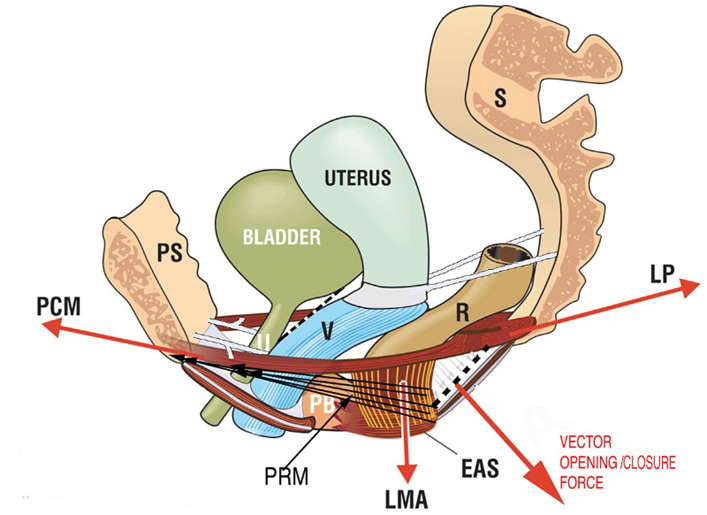 S
UTERUS
BLADDER
PS
LP
PCM
R
V
U
PB
VECTOR
OPENING/CLOSURE
FORCE
EAS
PRM
LMA